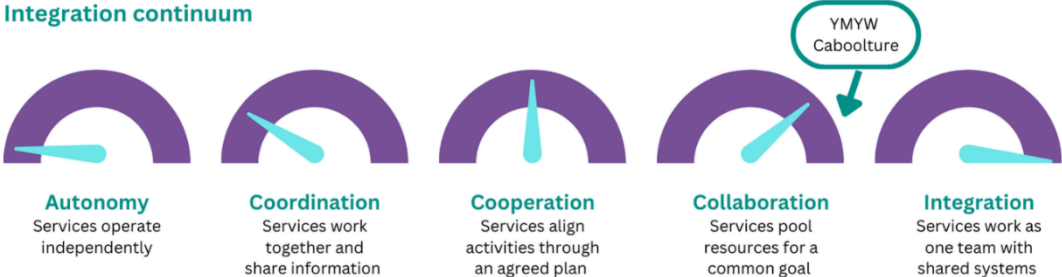 Integration continuum
YMYW
Caboolture
Autonomy
Services operate
independently
Coordination
Services work
together and
share information
Cooperation
Services align
activities through
an agreed plan
Collaboration
Services pool
resources for a
common goal
Integration
Services work as
one team with
shared systems